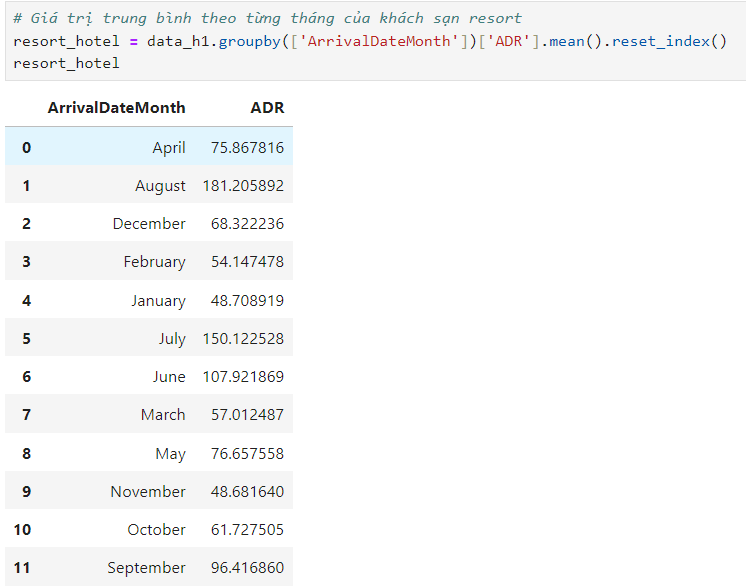 # Giá trị trung bình theo từng tháng của khách sạn resort
resort_hotel = data_h1.groupby(['ArrivalDateMonth'])['ADR'].mean().reset_index()
resort_hotel
ArrivalDateMonth ADR
0 April 75.867816
1 August 181.205892
2 December 68.322236
3 February 54.147478
4 January 48.708919
5 July 150.122528
6 June 107.921869
7 March 57.012487
8 May 76.657558
9 November 48.681640
10 October 61.727505
11 September 96.416860